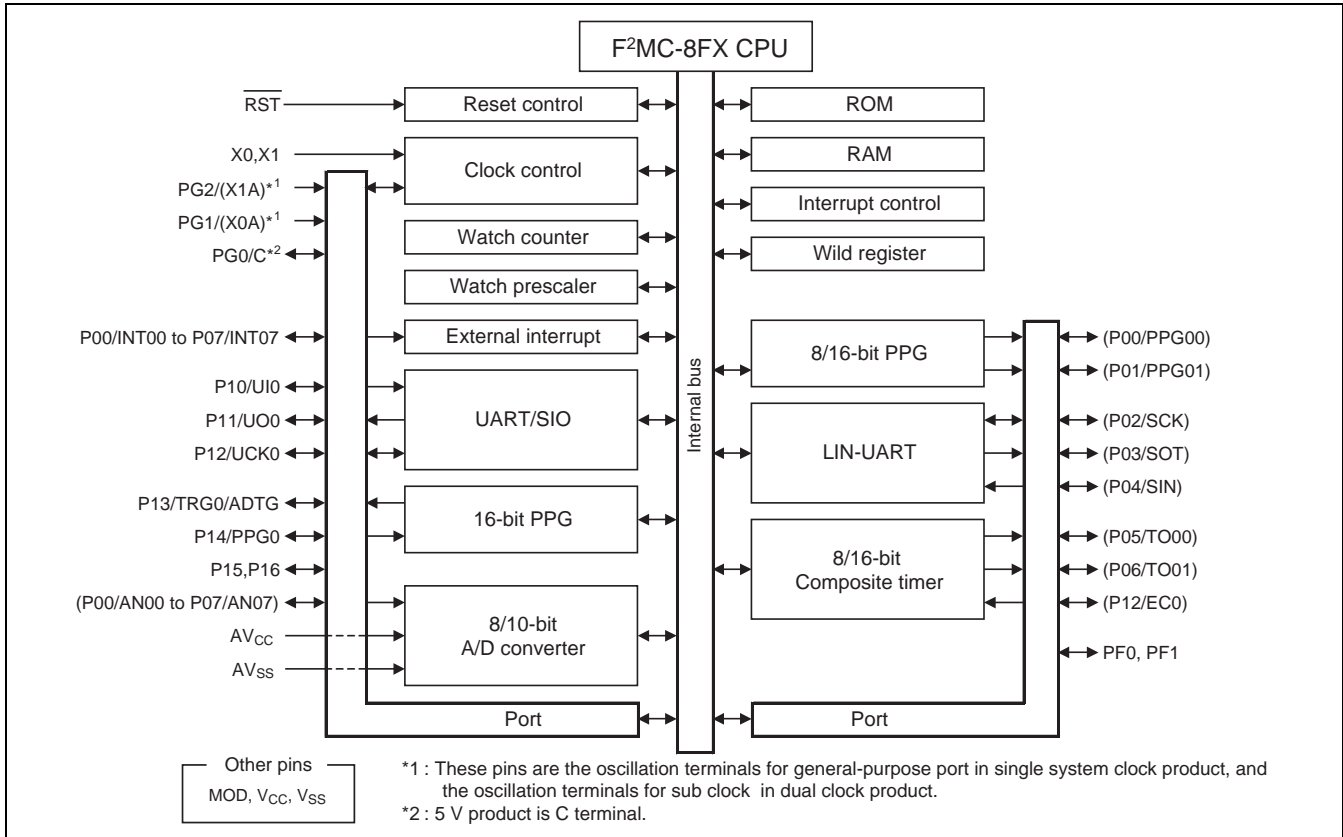 F²MC-8FX CPU
RST
Reset control
ROM
X0,X1
Clock control
RAM
PG2/(X1A)*1
PG1/(X0A)*1
Interrupt control
PG0/C*2
Watch counter
Wild register
Watch prescaler
Internal bus
P00/INT00 to P07/INT07
External interrupt
8/16-bit PPG
(P00/PPG00)
(P01/PPG01)
P10/UI0
P11/UO0
P12/UCK0
UART/SIO
LIN-UART
(P02/SCK)
(P03/SOT)
(P04/SIN)
P13/TRG0/ADTG
P14/PPG0
16-bit PPG
P15,P16
8/16-bit
Composite timer
(P05/TO00)
(P06/TO01)
(P12/EC0)
(P00/AN00 to P07/AN07)
AVCC
AVSS
8/10-bit
A/D converter
PF0, PF1
Port
Port
Other pins
MOD, VCC, VSS
*1 : These pins are the oscillation terminals for general-purpose port in single system clock product, and
the oscillation terminals for sub clock in dual clock product.
*2 : 5 V product is C terminal.